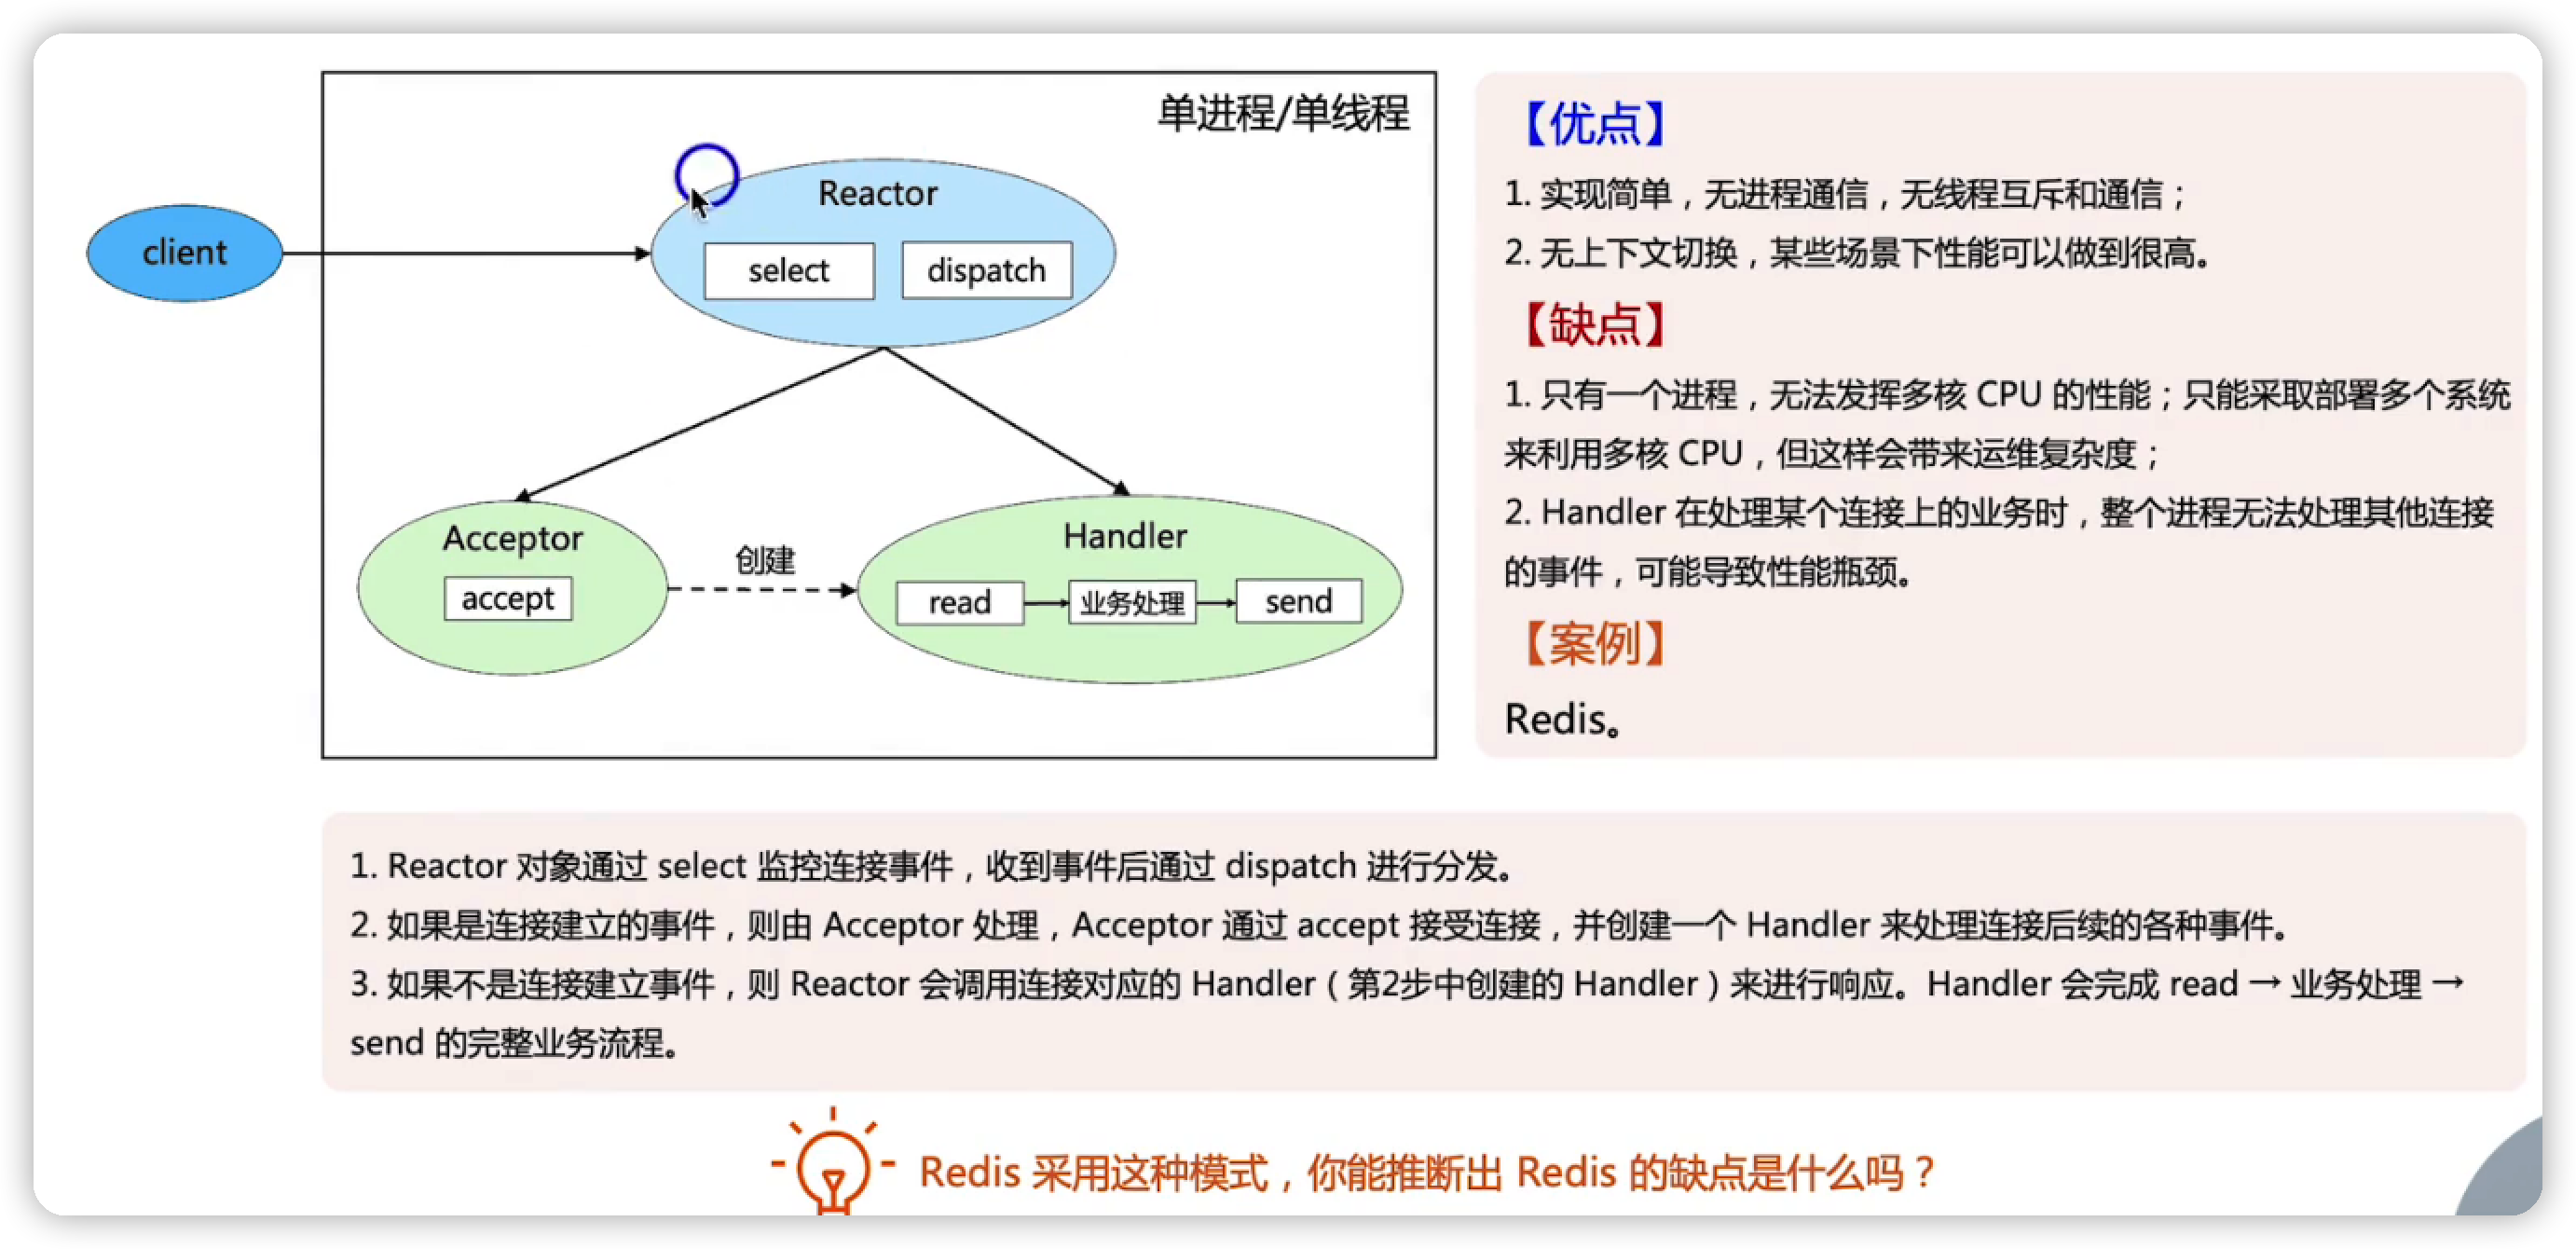 单进程/单线程
client
Reactor
select
dispatch
Acceptor
accept
创建
Handler
read
业务处理
send
【优点】
1. 实现简单，无进程通信，无线程互斥和通信；
2. 无上下文切换，某些场景下性能可以做到很高。
【缺点】
1. 只有一个进程，无法发挥多核 CPU 的性能；只能采取部署多个系统
来利用多核 CPU，但这样会带来运维复杂度；
2. Handler 在处理某个连接上的业务时，整个进程无法处理其他连接
的事件，可能导致性能瓶颈。
【案例】
Redis。
1. Reactor 对象通过 select 监控连接事件，收到事件后通过 dispatch 进行分发。
2. 如果是连接建立的事件，则由 Acceptor 处理，Acceptor 通过 accept 接受连接，并创建一个 Handler 来处理连接后续的各种事件。
3. 如果不是连接建立事件，则 Reactor 会调用连接对应的 Handler（第2步中创建的 Handler）来进行响应。Handler 会完成 read → 业务处理 →
send 的完整业务流程。
Redis 采用这种模式，你能推断出 Redis 的缺点是什么吗？